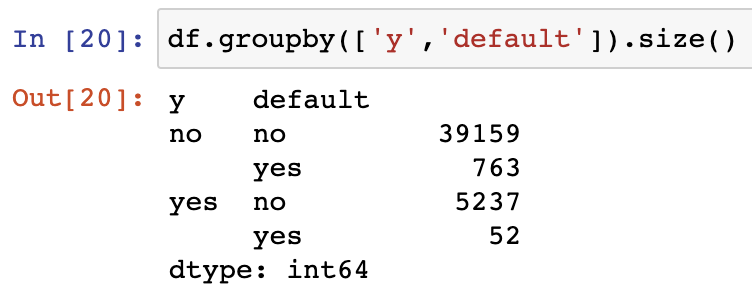 In [20]: df.groupby(['y','default']).size()
Out[20]: y    default
no   no         39159
     yes          763
yes  no          5237
     yes           52
dtype: int64